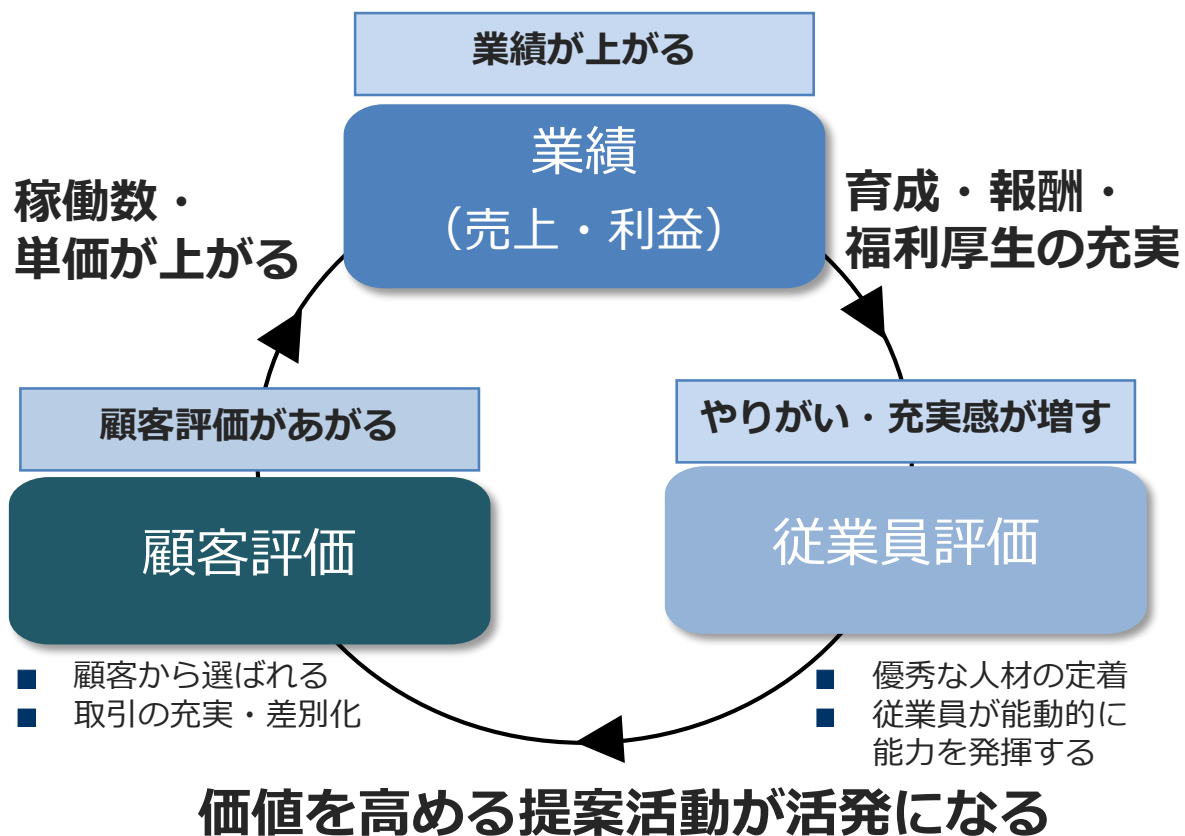 業績が上がる
業績
（売上・利益）
稼働数・
単価が上がる
育成・報酬・
福利厚生の充実
顧客評価があがる
やりがい・充実感が増す
顧客評価
従業員評価
■ 顧客から選ばれる
■ 取引の充実・差別化
■ 優秀な人材の定着
■ 従業員が能動的に
能力を発揮する
価値を高める提案活動が活発になる